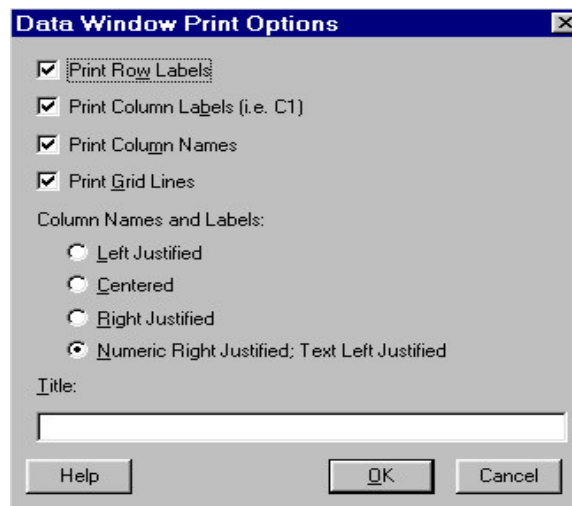 Data Window Print Options
Print Row Labels
Print Column Labels (i.e. C1)
Print Column Names
Print Grid Lines
Column Names and Labels:
Left Justified
Centered
Right Justified
Numeric Right Justified; Text Left Justified
Title:
Help OK Cancel